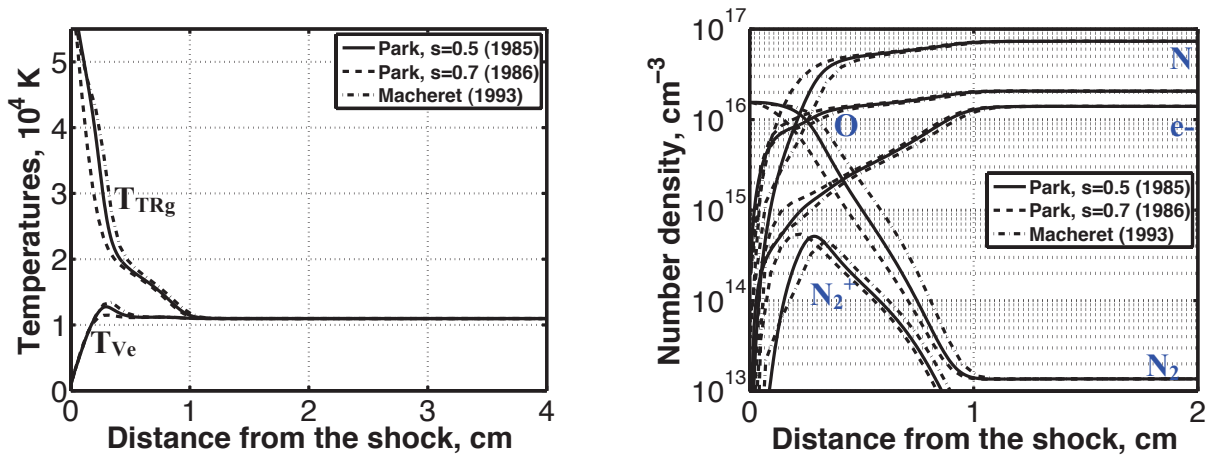 5
4
3
2
1
0
0 1 2 3 4
Temperatures, 10⁴ K
Distance from the shock, cm
Park, s=0.5 (1985)
Park, s=0.7 (1986)
Macheret (1993)
T_TRg
T_Ve
10¹⁷
10¹⁶
10¹⁵
10¹⁴
10¹³
0 1 2
Number density, cm⁻³
Distance from the shock, cm
N
O
e-
Park, s=0.5 (1985)
Park, s=0.7 (1986)
Macheret (1993)
N₂⁺
N₂